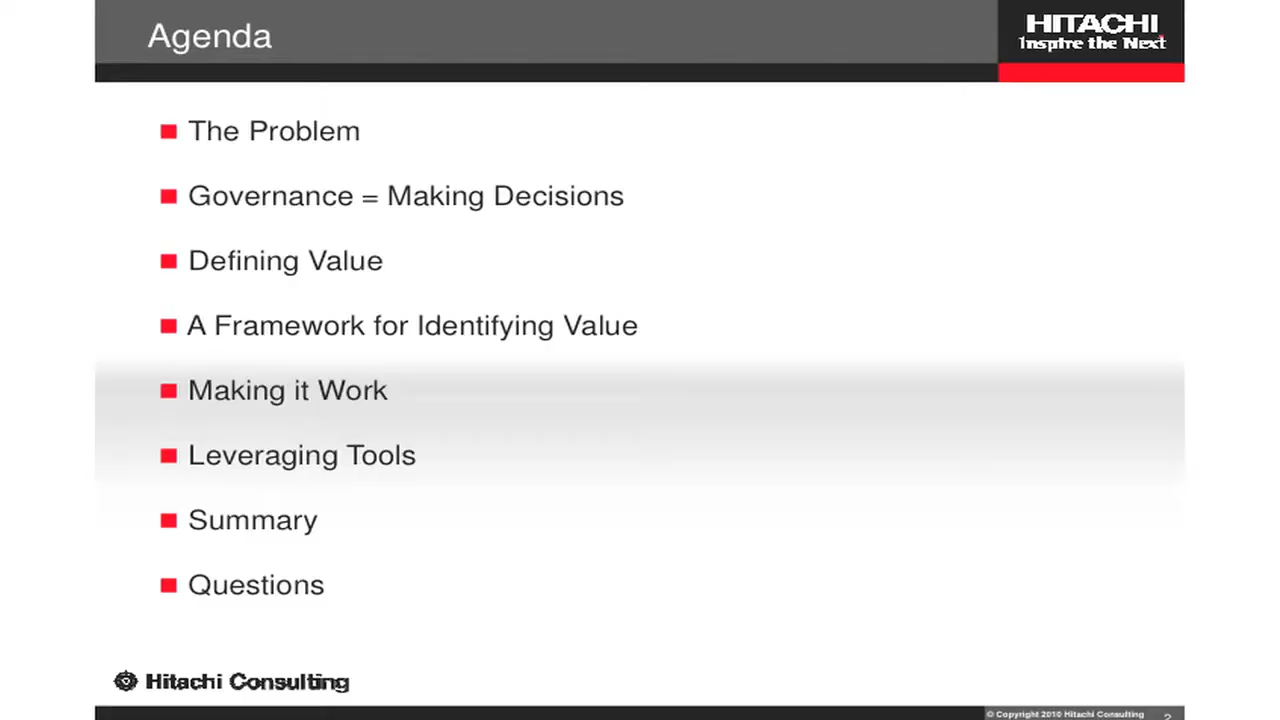 Agenda
HITACHI
Inspire the Next
The Problem
Governance = Making Decisions
Defining Value
A Framework for Identifying Value
Making it Work
Leveraging Tools
Summary
Questions
Hitachi Consulting
© Copyright 2010 Hitachi Consulting
2